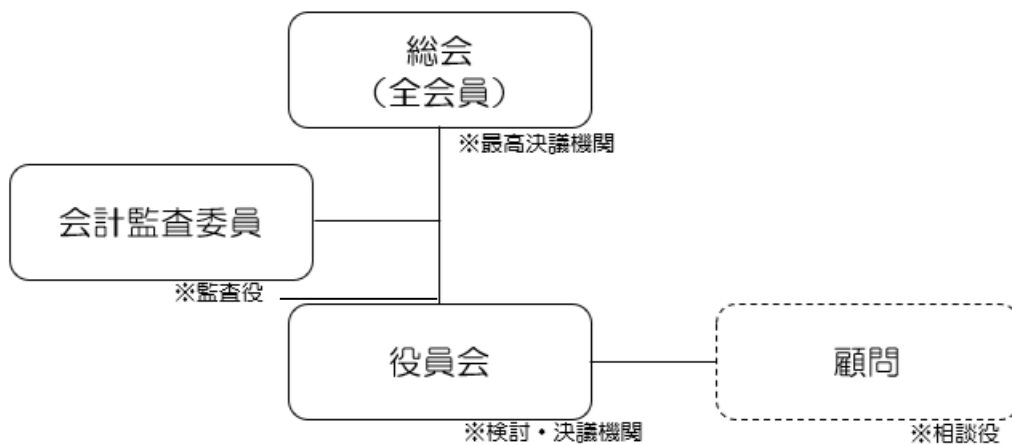 総会
（全会員）
※最高決議機関
会計監査委員
※監査役
役員会
※検討・決議機関
顧問
※相談役